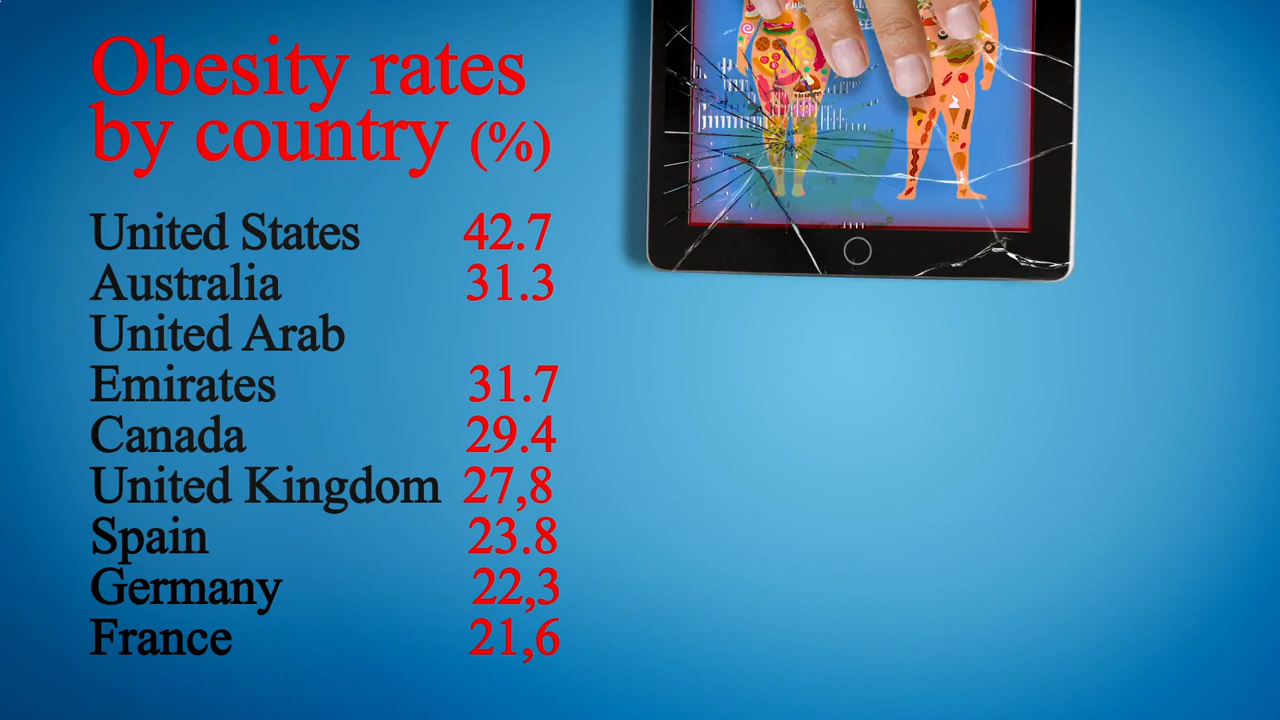 Obesity rates
by country (%)
United States 42.7
Australia 31.3
United Arab
Emirates 31.7
Canada 29.4
United Kingdom 27,8
Spain 23.8
Germany 22,3
France 21,6